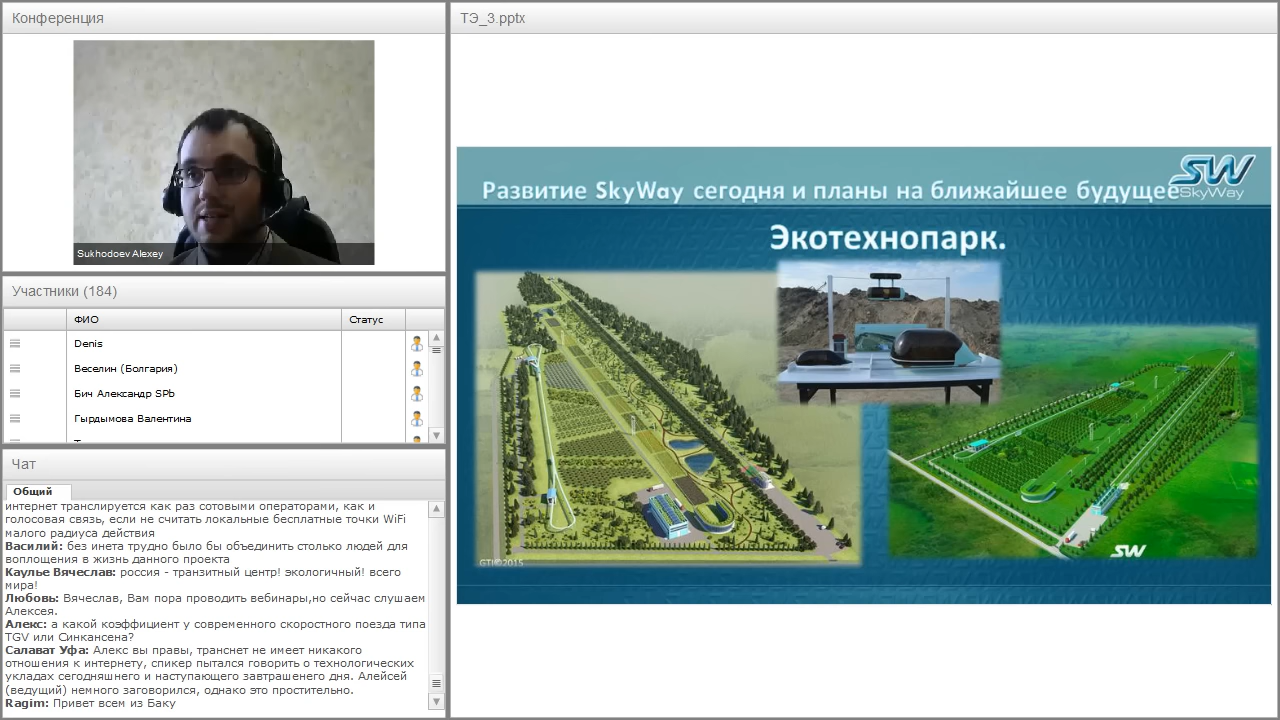 Конференция
Sukhodoev Alexey
Участники (184)
ФИО
Статус
Denis
Веселин (Болгария)
Бич Александр SPb
Гырдымова Валентина
Чат
Общий
интернет транслируется как раз сотовыми операторами, как и
голосовая связь, если не считать локальные бесплатные точки WiFi
малого радиуса действия
Василий: без инета трудно было бы объединить столько людей для
воплощения в жизнь данного проекта
Каулье Вячеслав: россия - транзитный центр! экологичный! всего
мира!
Любовь: Вячеслав, Вам пора проводить вебинары,но сейчас слушаем
Алексея.
Алекс: а какой коэффициент у современного скоростного поезда типа
TGV или Синкансена?
Салават Уфа: Алекс вы правы, транснет не имеет никакого
отношения к интернету, спикер пытался говорить о технологических
укладах сегодняшнего и наступающего завтрашенего дня. Алейсей
(ведущий) немного заговорился, однако это простительно.
Ragim: Привет всем из Баку
ТЭ_3.pptx
Развитие SkyWay сегодня и планы на ближайшее будущее
SW
SkyWay
Экотехнопарк.
GTI©2015
SW